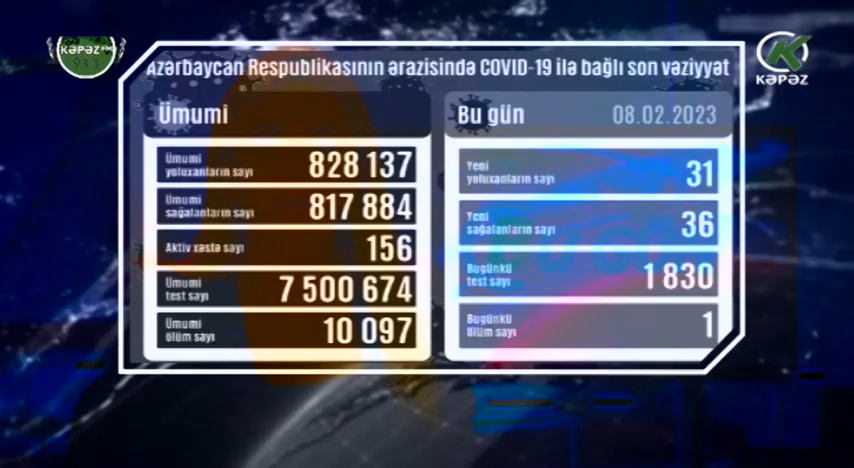 KƏPƏZ FM
93.3
KƏPƏZ
Azərbaycan Respublikasının ərazisində COVID-19 ilə bağlı son vəziyyət
Ümumi
Ümumi
yoluxanların sayı
828 137
Ümumi
sağalanların sayı
817 884
Aktiv xəstə sayı
156
Ümumi
test sayı
7 500 674
Ümumi
ölüm sayı
10 097
Bu gün
08.02.2023
Yeni
yoluxanların sayı
31
Yeni
sağalanların sayı
36
Bugünkü
test sayı
1 830
Bugünkü
ölüm sayı
1